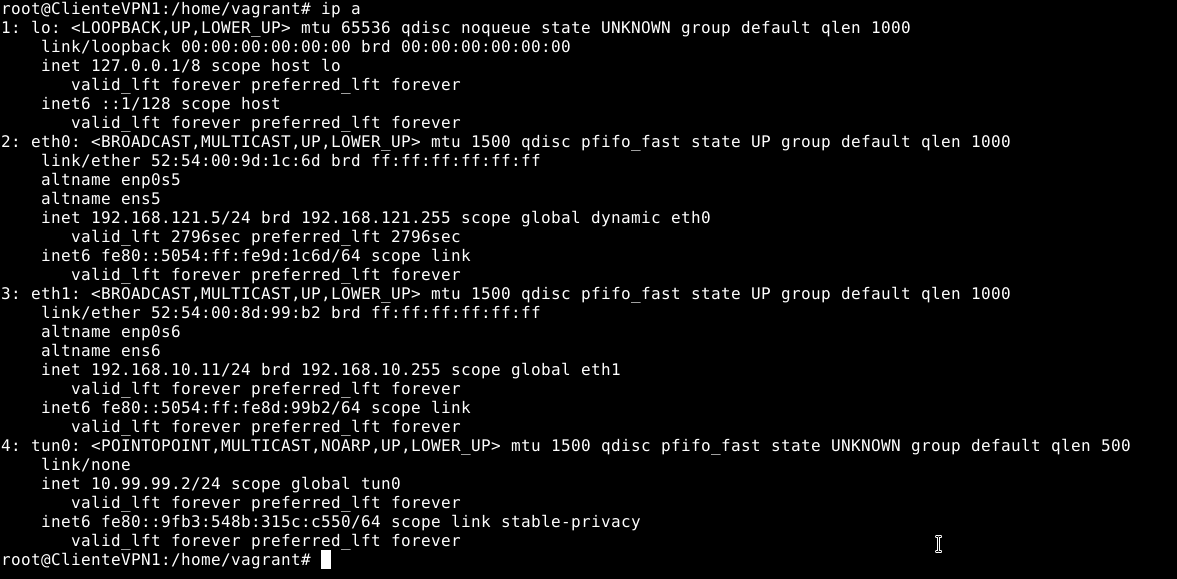 root@ClienteVPN1:/home/vagrant# ip a
1: lo: <LOOPBACK,UP,LOWER_UP> mtu 65536 qdisc noqueue state UNKNOWN group default qlen 1000
    link/loopback 00:00:00:00:00:00 brd 00:00:00:00:00:00
    inet 127.0.0.1/8 scope host lo
       valid_lft forever preferred_lft forever
    inet6 ::1/128 scope host
       valid_lft forever preferred_lft forever
2: eth0: <BROADCAST,MULTICAST,UP,LOWER_UP> mtu 1500 qdisc pfifo_fast state UP group default qlen 1000
    link/ether 52:54:00:9d:1c:6d brd ff:ff:ff:ff:ff:ff
    altname enp0s5
    altname ens5
    inet 192.168.121.5/24 brd 192.168.121.255 scope global dynamic eth0
       valid_lft 2796sec preferred_lft 2796sec
    inet6 fe80::5054:ff:fe9d:1c6d/64 scope link
       valid_lft forever preferred_lft forever
3: eth1: <BROADCAST,MULTICAST,UP,LOWER_UP> mtu 1500 qdisc pfifo_fast state UP group default qlen 1000
    link/ether 52:54:00:8d:99:b2 brd ff:ff:ff:ff:ff:ff
    altname enp0s6
    altname ens6
    inet 192.168.10.11/24 brd 192.168.10.255 scope global eth1
       valid_lft forever preferred_lft forever
    inet6 fe80::5054:ff:fe8d:99b2/64 scope link
       valid_lft forever preferred_lft forever
4: tun0: <POINTOPOINT,MULTICAST,NOARP,UP,LOWER_UP> mtu 1500 qdisc pfifo_fast state UNKNOWN group default qlen 500
    link/none
    inet 10.99.99.2/24 scope global tun0
       valid_lft forever preferred_lft forever
    inet6 fe80::9fb3:548b:315c:c550/64 scope link stable-privacy
       valid_lft forever preferred_lft forever
root@ClienteVPN1:/home/vagrant#